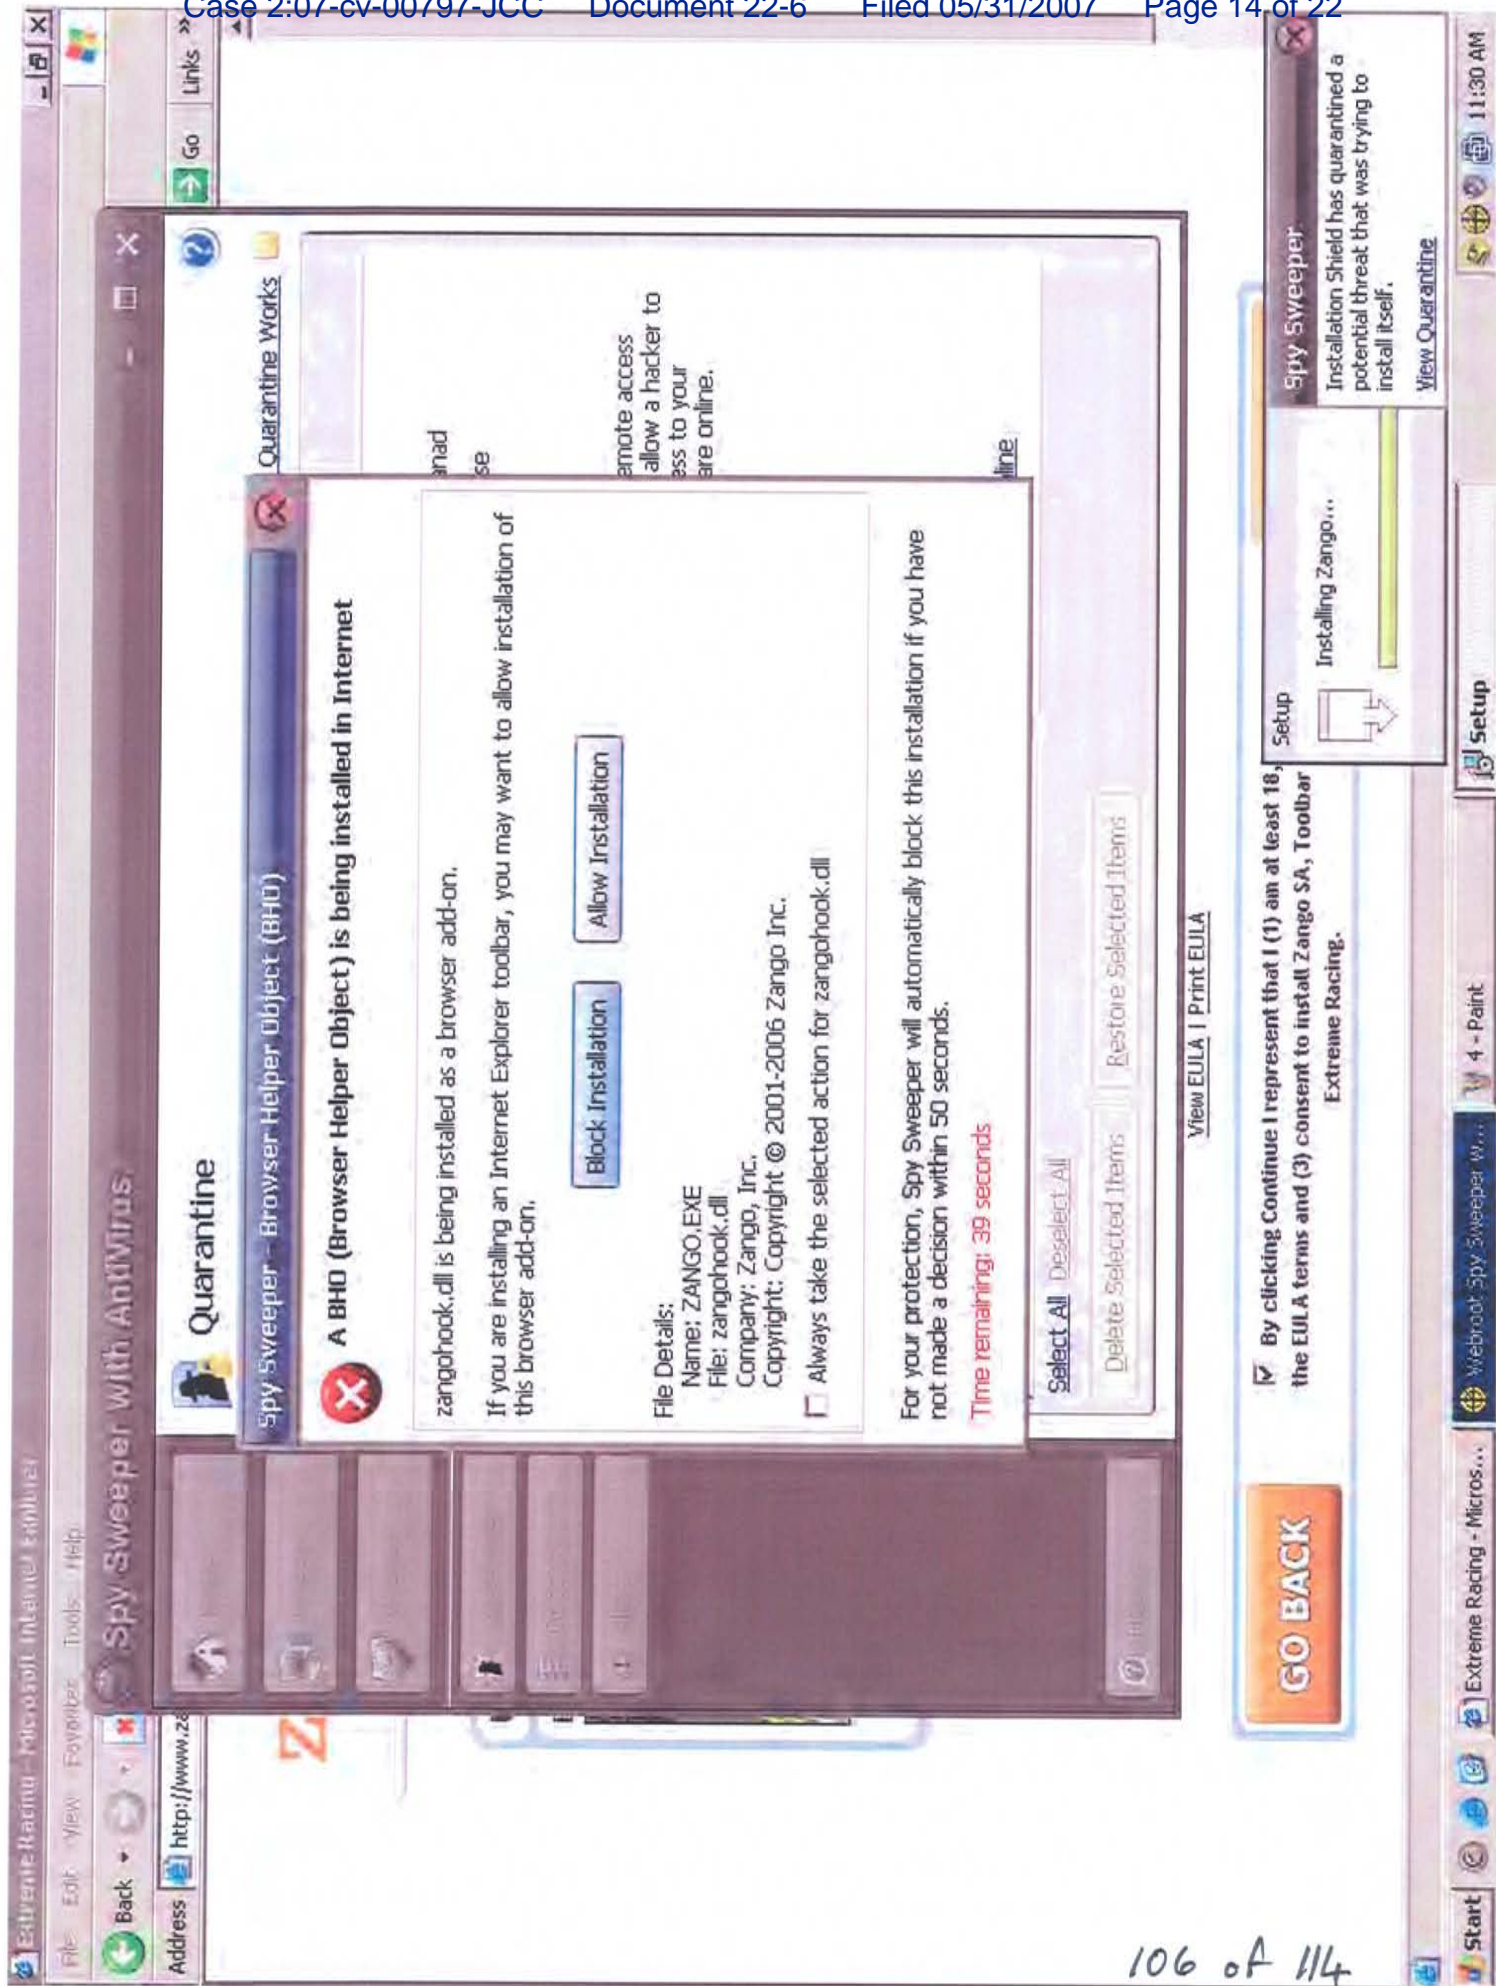 Case 2:07-cv-00797-JCC Document 22-6 Filed 05/31/2007 Page 14 of 22
Extreme Racing - Microsoft Internet Explorer
File Edit View Favorites Tools Help
Back
Address http://www.za
Go Links »
Spy Sweeper with AntiVirus
Quarantine
Quarantine Works
Spy Sweeper - Browser Helper Object (BHO)
A BHO (Browser Helper Object) is being installed in Internet
zangohook.dll is being installed as a browser add-on.
If you are installing an Internet Explorer toolbar, you may want to allow installation of
this browser add-on.
Block Installation Allow Installation
File Details:
Name: ZANGO.EXE
File: zangohook.dll
Company: Zango, Inc.
Copyright: Copyright © 2001-2006 Zango Inc.
Always take the selected action for zangohook.dll
For your protection, Spy Sweeper will automatically block this installation if you have
not made a decision within 50 seconds.
Time remaining: 39 seconds
anad
se
emote access
allow a hacker to
ess to your
are online.
line
Select All Deselect All
Delete Selected Items Restore Selected Items
View EULA | Print EULA
GO BACK
By clicking Continue I represent that I (1) am at least 18,
the EULA terms and (3) consent to install Zango SA, Toolbar
Extreme Racing.
Setup
Installing Zango...
Spy Sweeper
Installation Shield has quarantined a
potential threat that was trying to
install itself.
View Quarantine
Start
Extreme Racing - Micros...
Webroot Spy Sweeper w...
4 - Paint
Setup
11:30 AM
106 of 114